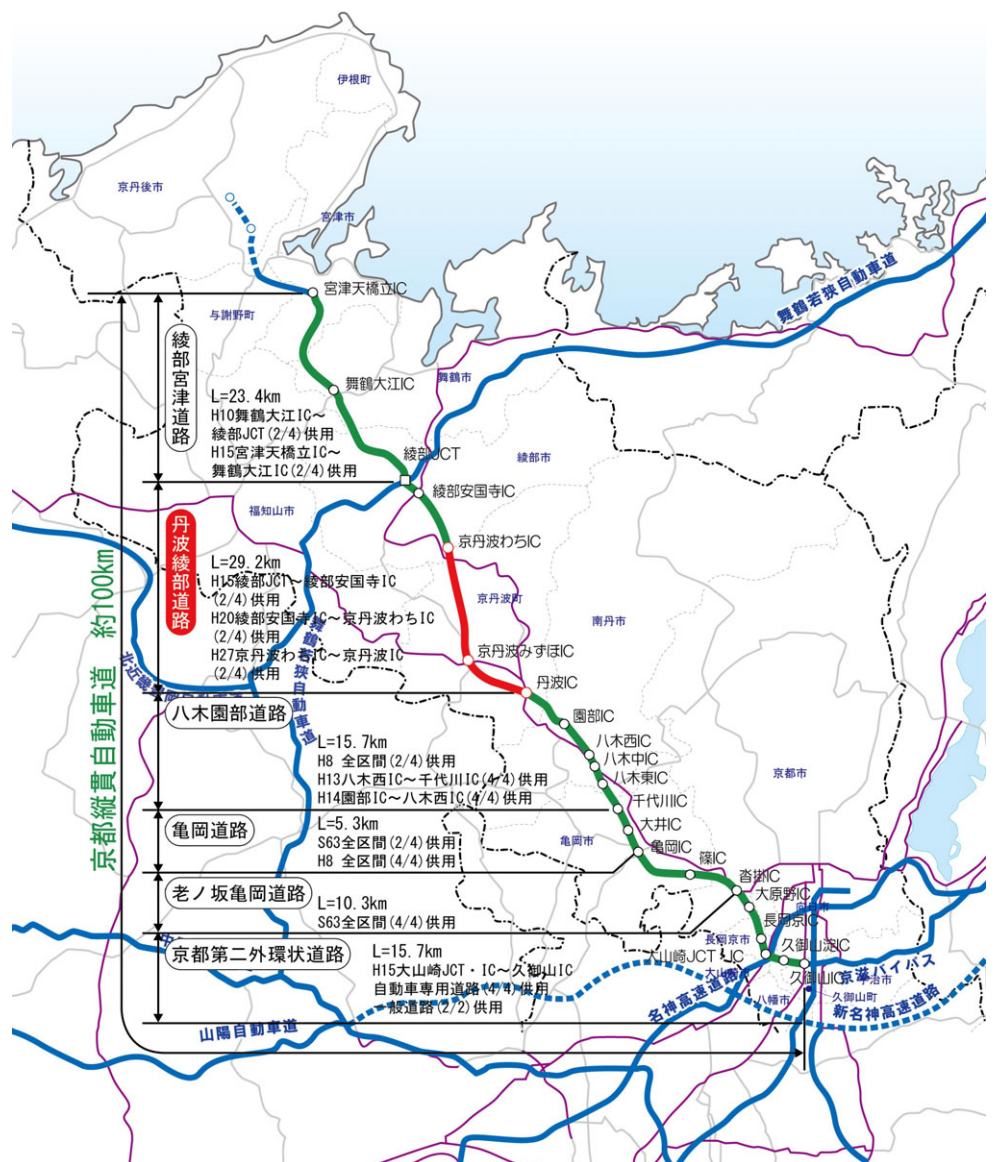 伊根町
京丹後市
宮津市
宮津天橋立IC
与謝野町
舞鶴若狭自動車道
綾部宮津道路
L=23.4km
H10舞鶴大江IC～
綾部JCT(2/4)供用
H15宮津天橋立IC～
舞鶴大江IC(2/4)供用
舞鶴大江IC
舞鶴市
綾部JCT
綾部市
綾部安国寺IC
福知山市
京丹波わちIC
丹波綾部道路
L=29.2km
H15綾部JCT～綾部安国寺IC
(2/4)供用
H20綾部安国寺IC～京丹波わちIC
(2/4)供用
H27京丹波わちIC～京丹波IC
(2/4)供用
京丹波町
南丹市
京丹波みずほIC
丹波IC
舞鶴若狭自動車道
京都縦貫自動車道 約100km
八木園部道路
L=15.7km
H8 全区間(2/4)供用
H13八木西IC～千代川IC(4/4)供用
H14園部IC～八木西IC(4/4)供用
園部IC
八木西IC
八木中IC
八木東IC
京都市
千代川IC
亀岡道路
L=5.3km
S63全区間(2/4)供用
H8 全区間(4/4)供用
大井IC
亀岡市
亀岡IC
篠IC
沓掛IC
老ノ坂亀岡道路
L=10.3km
S63全区間(4/4)供用
大原野IC
長岡京IC
長岡京市
京都第二外環状道路
L=15.7km
H15大山崎JCT・IC～久御山IC
自動車専用道路(4/4)供用
一般道路(2/2)供用
久御山淀IC
大山崎JCT・IC
久御山IC
京滋バイパス
宇治市
八幡市
久御山町
名神高速道路
新名神高速道路
山陽自動車道